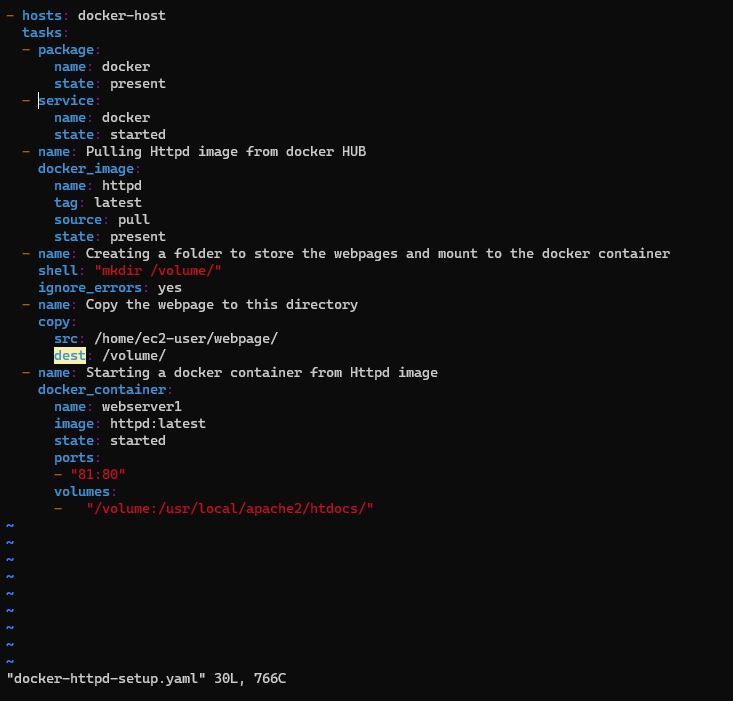 - hosts: docker-host
  tasks:
  - package:
      name: docker
      state: present
  - service:
      name: docker
      state: started
  - name: Pulling Httpd image from docker HUB
    docker_image:
      name: httpd
      tag: latest
      source: pull
      state: present
  - name: Creating a folder to store the webpages and mount to the docker container
    shell: "mkdir /volume/"
    ignore_errors: yes
  - name: Copy the webpage to this directory
    copy:
      src: /home/ec2-user/webpage/
      dest: /volume/
  - name: Starting a docker container from Httpd image
    docker_container:
      name: webserver1
      image: httpd:latest
      state: started
      ports:
      - "81:80"
      volumes:
      -   "/volume:/usr/local/apache2/htdocs/"
~
~
~
~
~
~
~
~
~
"docker-httpd-setup.yaml" 30L, 766C